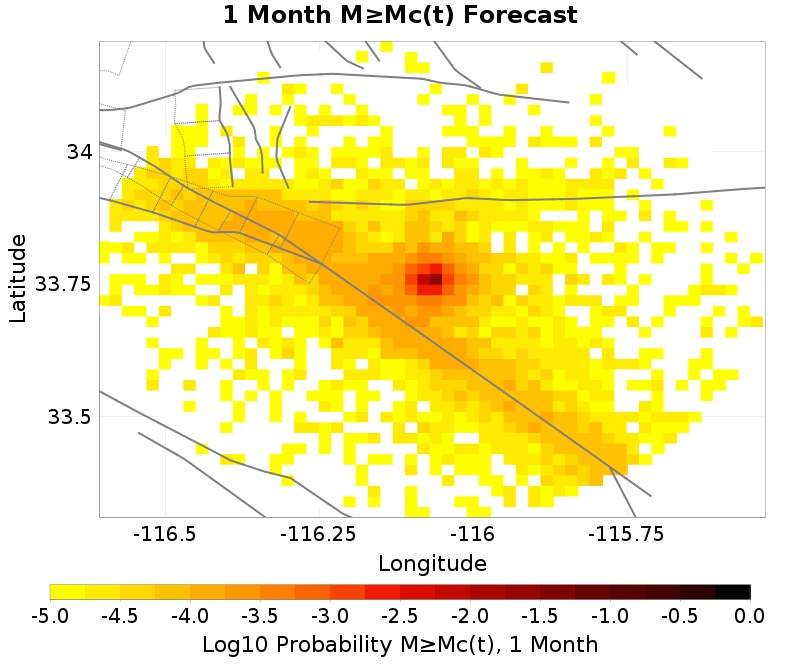 1 Month M≥Mc(t) Forecast
34
33.75
33.5
Latitude
-116.5 -116.25 -116 -115.75
Longitude
-5.0 -4.5 -4.0 -3.5 -3.0 -2.5 -2.0 -1.5 -1.0 -0.5 0.0
Log10 Probability M≥Mc(t), 1 Month